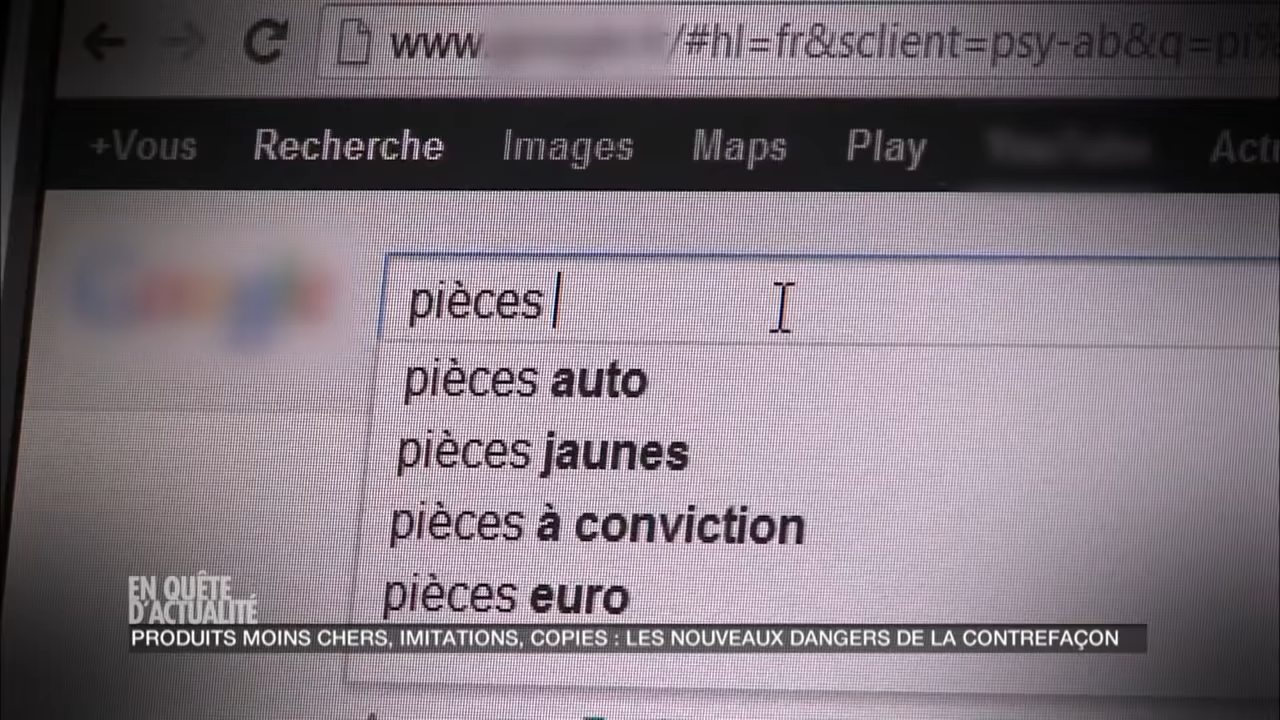 www. /#hl=fr&sclient=psy-ab&q=pi
+Vous Recherche Images Maps Play
pièces
pièces auto
pièces jaunes
pièces à conviction
pièces euro
EN QUÊTE
D'ACTUALITÉ
PRODUITS MOINS CHERS, IMITATIONS, COPIES : LES NOUVEAUX DANGERS DE LA CONTREFAÇON